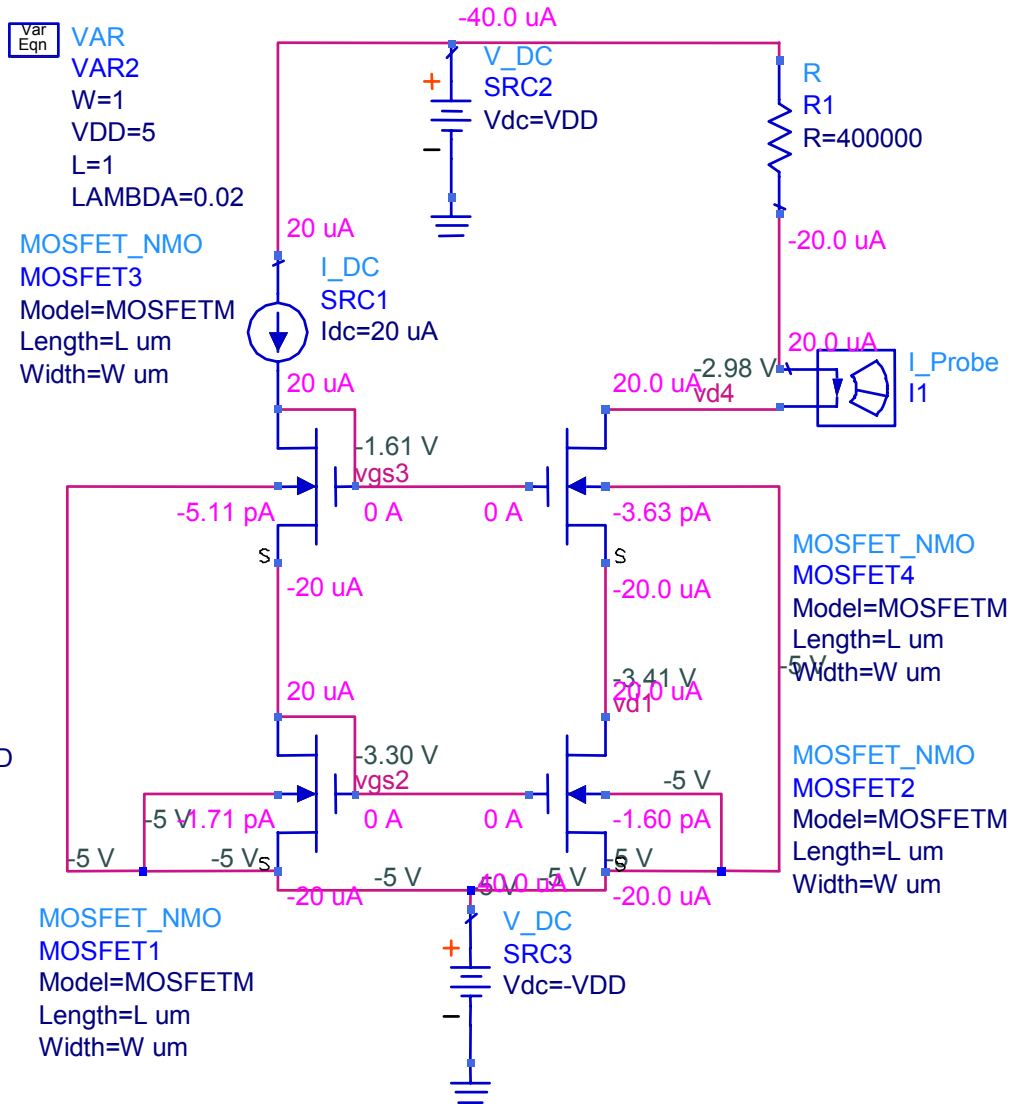 Var
Eqn
VAR
VAR2
W=1
VDD=5
L=1
LAMBDA=0.02
-40.0 uA
V_DC
SRC2
Vdc=VDD
+
R
R1
R=400000
20 uA
-20.0 uA
MOSFET_NMO
MOSFET3
Model=MOSFETM
Length=L um
Width=W um
I_DC
SRC1
Idc=20 uA
20.0 uA
I_Probe
I1
-2.98 V
vd4
20 uA
20.0 uA
-1.61 V
vgs3
-5.11 pA
0 A
0 A
-3.63 pA
S
S
-20 uA
-20.0 uA
MOSFET_NMO
MOSFET4
Model=MOSFETM
Length=L um
Width=W um
-5 V
20 uA
-3.41 V
20.0 uA
vd1
D
-3.30 V
vgs2
-5 V
-5 V
-1.71 pA
0 A
0 A
-1.60 pA
MOSFET_NMO
MOSFET2
Model=MOSFETM
Length=L um
Width=W um
-5 V
-5 V
S
S
-5 V
-5 V
-5 V
-5 V
40.0 uA
-20 uA
-20.0 uA
MOSFET_NMO
MOSFET1
Model=MOSFETM
Length=L um
Width=W um
V_DC
SRC3
Vdc=-VDD
+